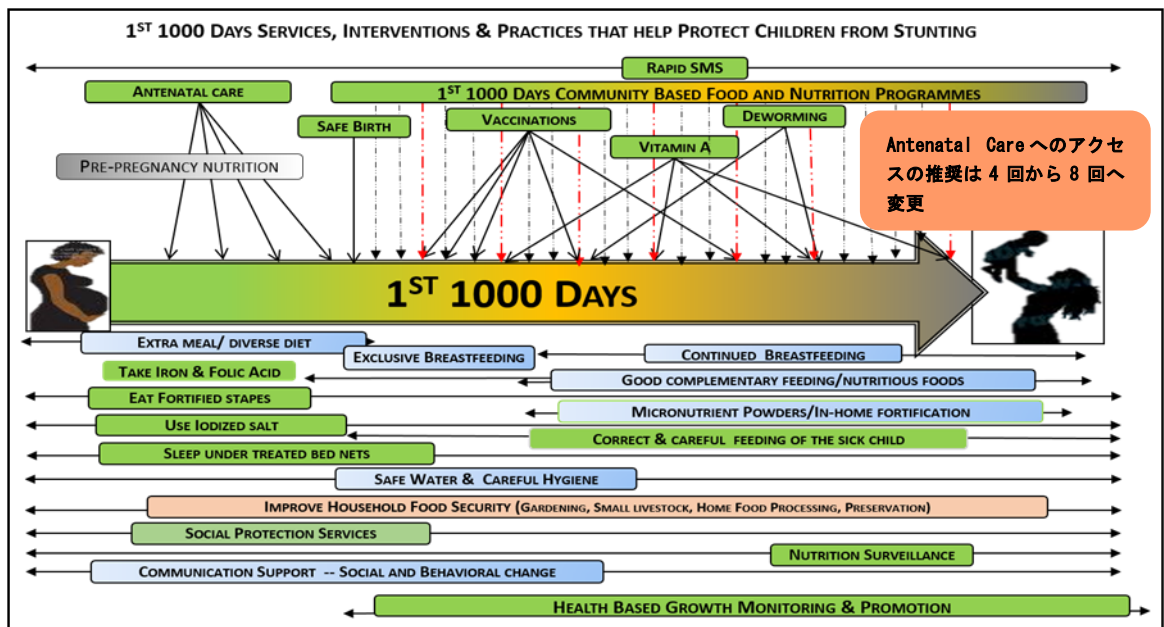 1ST 1000 DAYS SERVICES, INTERVENTIONS & PRACTICES THAT HELP PROTECT CHILDREN FROM STUNTING
RAPID SMS
ANTENATAL CARE
1ST 1000 DAYS COMMUNITY BASED FOOD AND NUTRITION PROGRAMMES
SAFE BIRTH
VACCINATIONS
DEWORMING
VITAMIN A
PRE-PREGNANCY NUTRITION
Antenatal Care へのアクセ
スの推奨は 4 回から 8 回へ
変更
1ST 1000 DAYS
EXTRA MEAL/ DIVERSE DIET
EXCLUSIVE BREASTFEEDING
CONTINUED BREASTFEEDING
TAKE IRON & FOLIC ACID
GOOD COMPLEMENTARY FEEDING/NUTRITIOUS FOODS
EAT FORTIFIED STAPES
MICRONUTRIENT POWDERS/IN-HOME FORTIFICATION
USE IODIZED SALT
CORRECT & CAREFUL FEEDING OF THE SICK CHILD
SLEEP UNDER TREATED BED NETS
SAFE WATER & CAREFUL HYGIENE
IMPROVE HOUSEHOLD FOOD SECURITY (GARDENING, SMALL LIVESTOCK, HOME FOOD PROCESSING, PRESERVATION)
SOCIAL PROTECTION SERVICES
NUTRITION SURVEILLANCE
COMMUNICATION SUPPORT -- SOCIAL AND BEHAVIORAL CHANGE
HEALTH BASED GROWTH MONITORING & PROMOTION